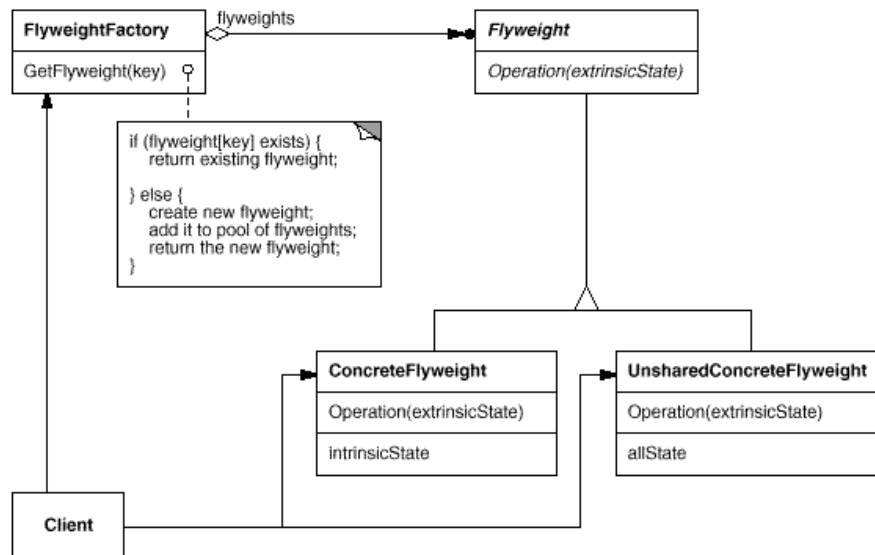 flyweights
FlyweightFactory
GetFlyweight(key)
Flyweight
Operation(extrinsicState)
if (flyweight[key] exists) {
return existing flyweight;
} else {
create new flyweight;
add it to pool of flyweights;
return the new flyweight;
}
ConcreteFlyweight
Operation(extrinsicState)
intrinsicState
UnsharedConcreteFlyweight
Operation(extrinsicState)
allState
Client